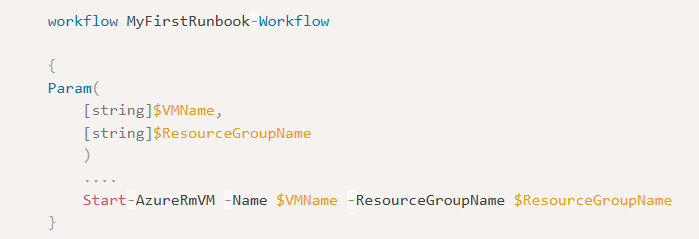 workflow MyFirstRunbook-Workflow
{
Param(
[string]$VMName,
[string]$ResourceGroupName
)
....
Start-AzureRmVM -Name $VMName -ResourceGroupName $ResourceGroupName
}